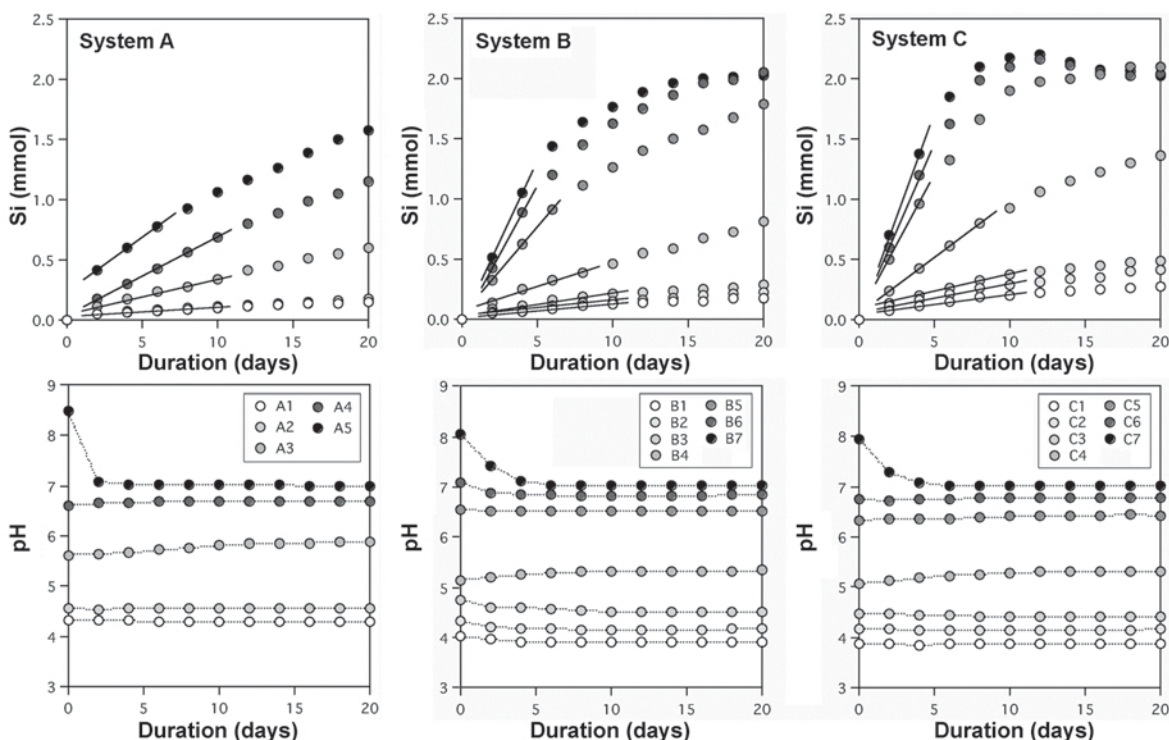 System A
2.5
2.0
1.5
1.0
0.5
0.0
Si (mmol)
0 5 10 15 20
Duration (days)
System B
2.5
2.0
1.5
1.0
0.5
0.0
Si (mmol)
0 5 10 15 20
Duration (days)
System C
2.5
2.0
1.5
1.0
0.5
0.0
Si (mmol)
0 5 10 15 20
Duration (days)
9
8
7
6
5
4
3
pH
A1 A4
A2 A5
A3
0 5 10 15 20
Duration (days)
9
8
7
6
5
4
3
pH
B1 B5
B2 B6
B3 B7
B4
0 5 10 15 20
Duration (days)
9
8
7
6
5
4
3
pH
C1 C5
C2 C6
C3 C7
C4
0 5 10 15 20
Duration (days)